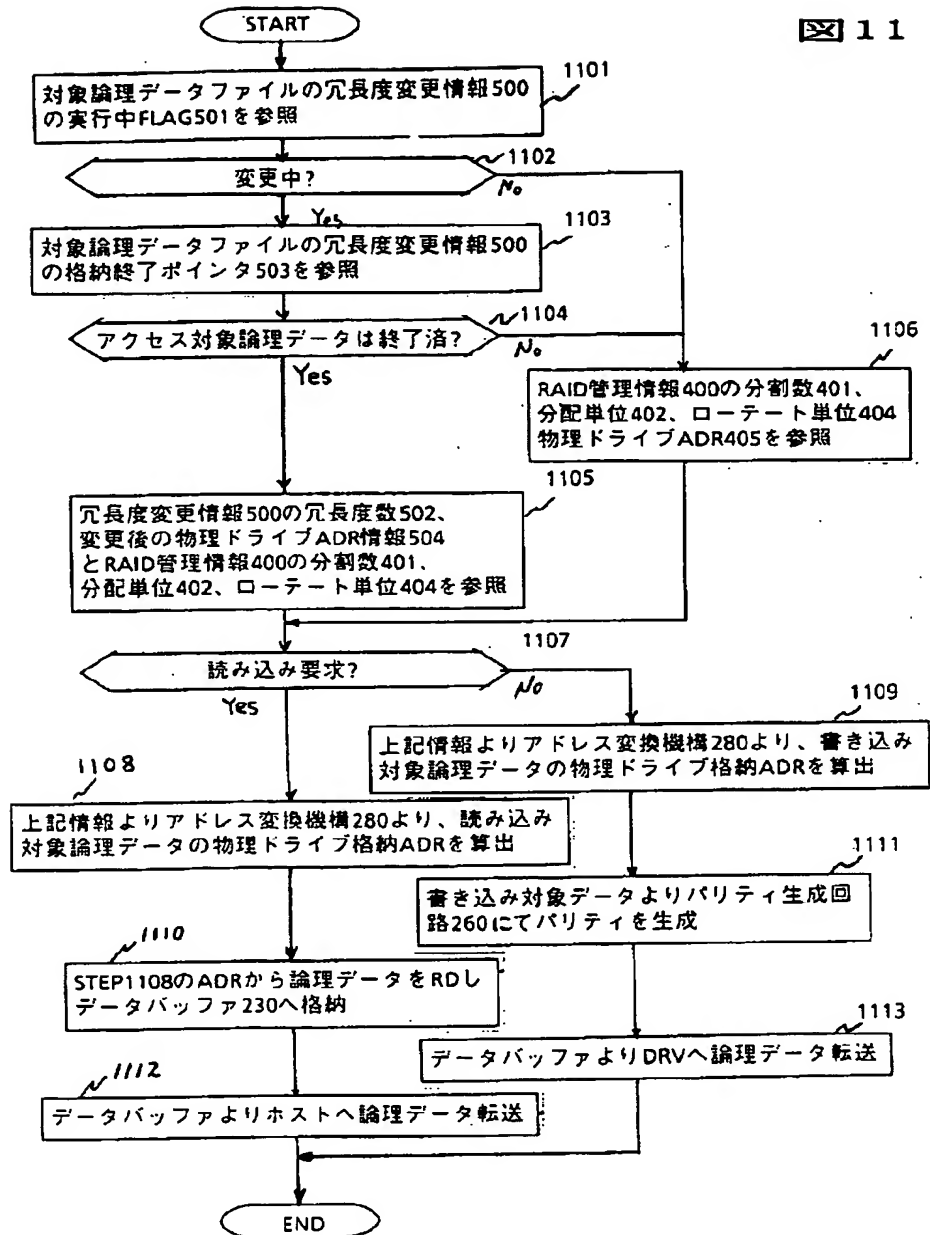 図11
START
1101
対象論理データファイルの冗長度変更情報500
の実行中FLAG501を参照
1102
変更中?
No
Yes
1103
対象論理データファイルの冗長度変更情報500
の格納終了ポインタ503を参照
1104
アクセス対象論理データは終了済?
No
Yes
1106
RAID管理情報400の分割数401、
分配単位402、ローテート単位404
物理ドライブADR405を参照
1105
冗長度変更情報500の冗長度数502、
変更後の物理ドライブADR情報504
とRAID管理情報400の分割数401、
分配単位402、ローテート単位404を参照
1107
読み込み要求?
No
Yes
1109
上記情報よりアドレス変換機構280より、書き込み
対象論理データの物理ドライブ格納ADRを算出
1108
上記情報よりアドレス変換機構280より、読み込み
対象論理データの物理ドライブ格納ADRを算出
1111
書き込み対象データよりパリティ生成回
路260にてパリティを生成
1110
STEP1108のADRから論理データをRDし
データバッファ230へ格納
1113
データバッファよりDRVへ論理データ転送
1112
データバッファよりホストへ論理データ転送
END